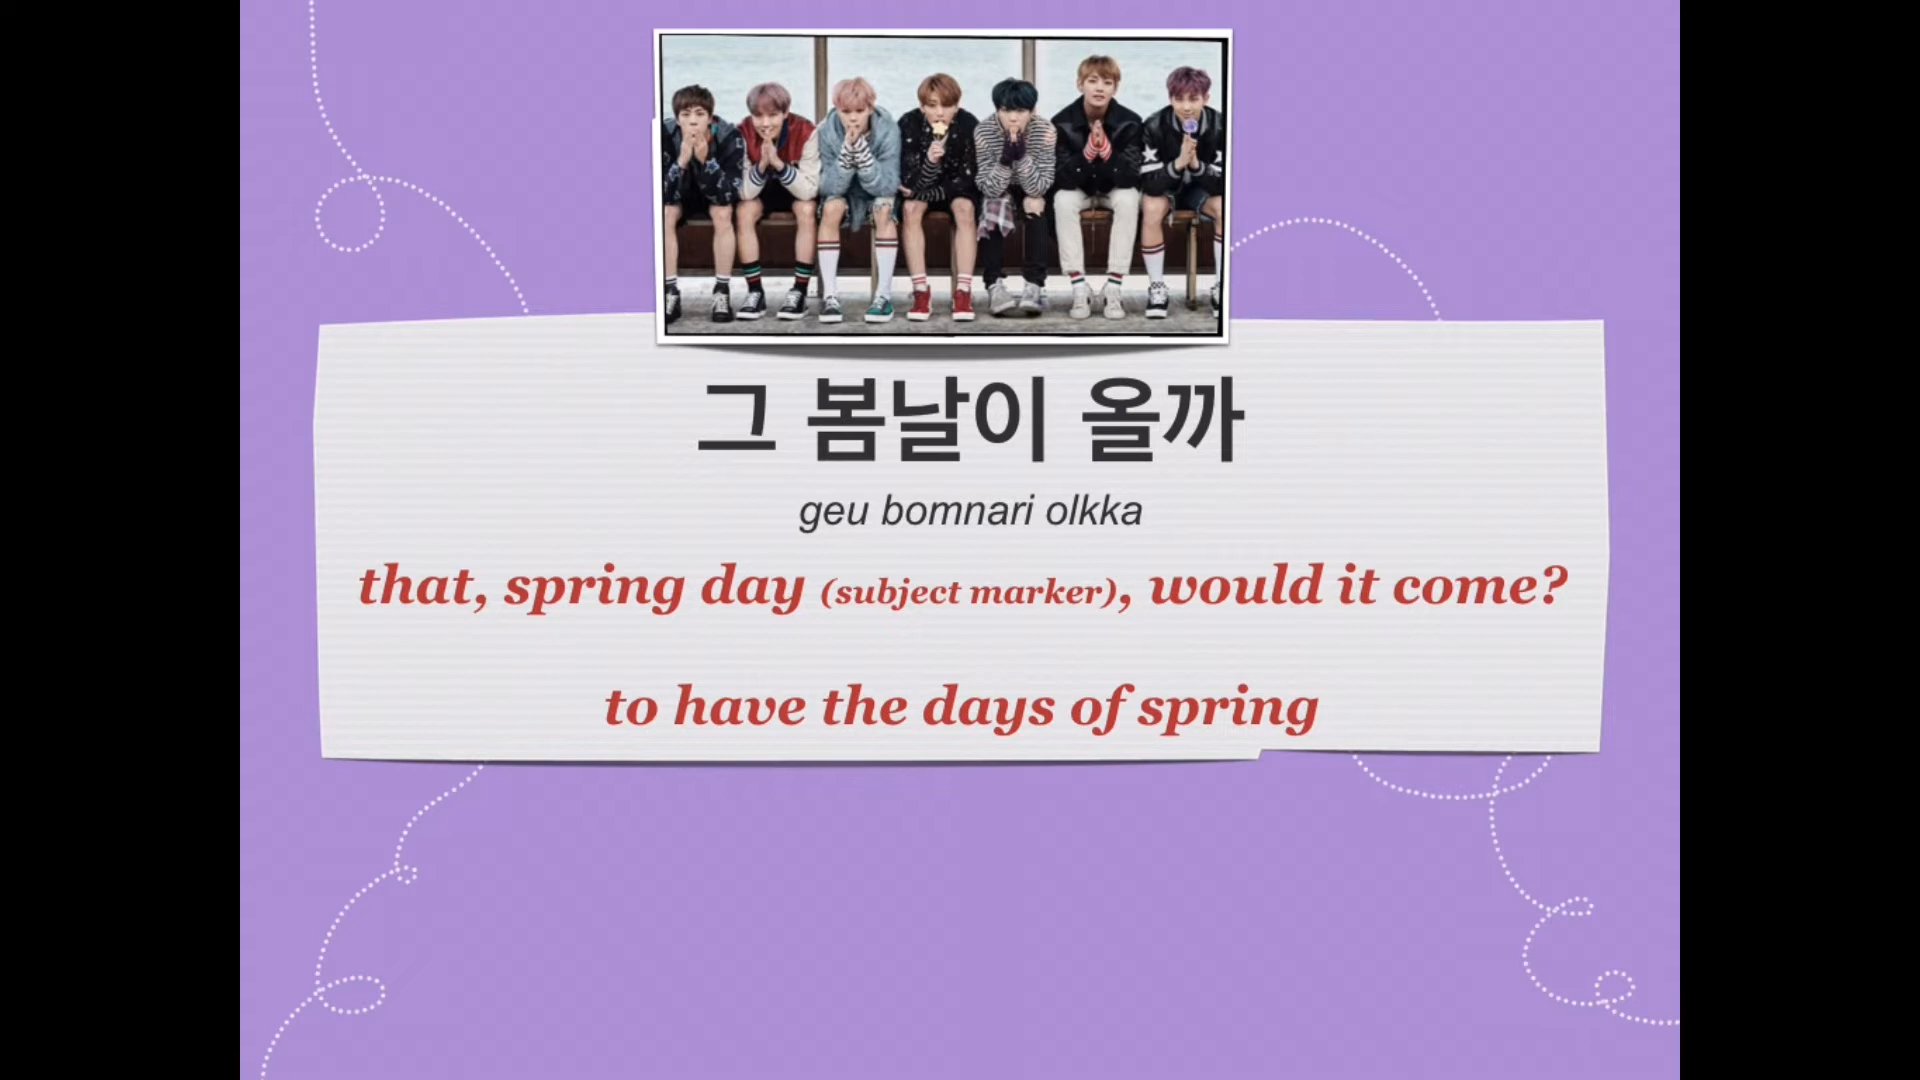 그 봄날이 올까
geu bomnari olkka
that, spring day (subject marker), would it come?
to have the days of spring